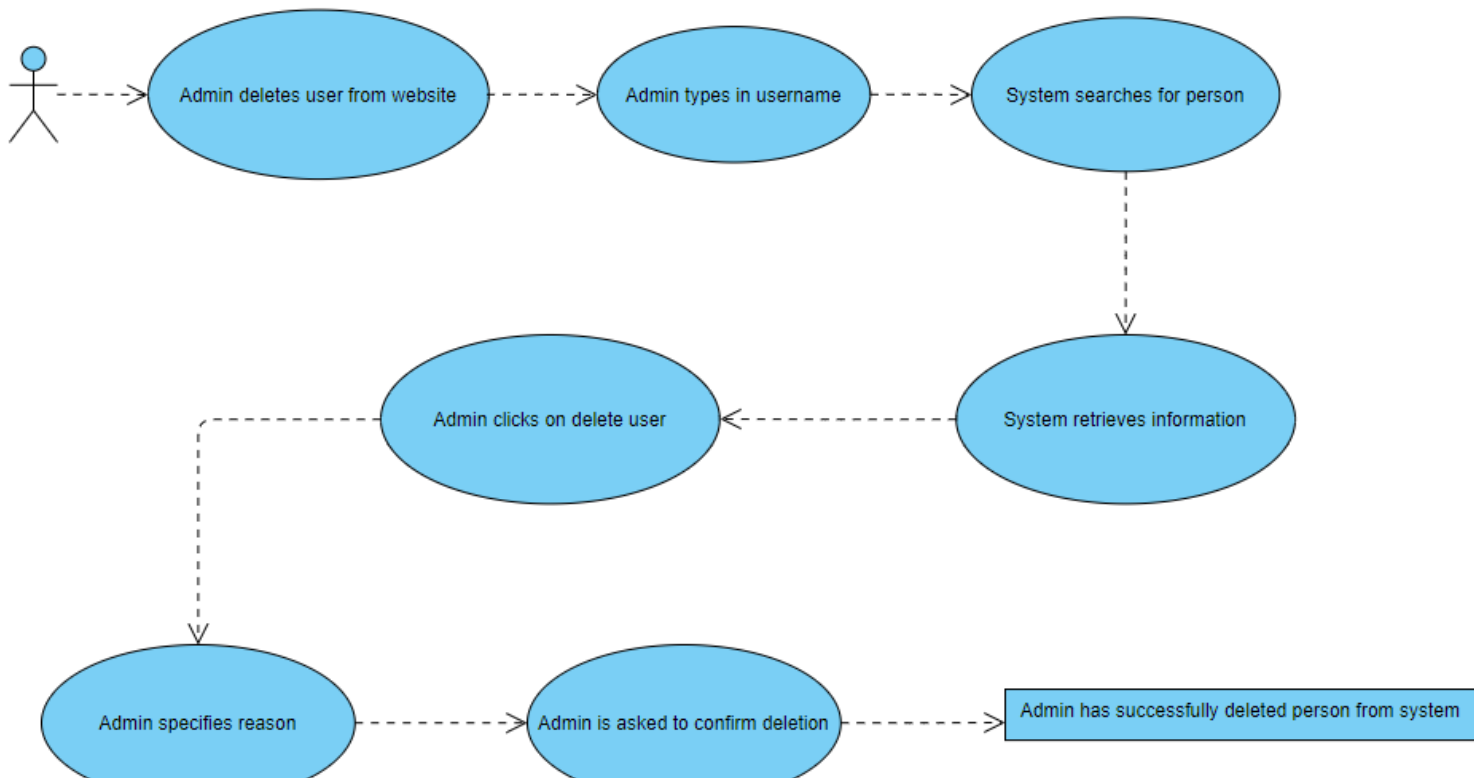 Admin deletes user from website
Admin types in username
System searches for person
System retrieves information
Admin clicks on delete user
Admin specifies reason
Admin is asked to confirm deletion
Admin has successfully deleted person from system